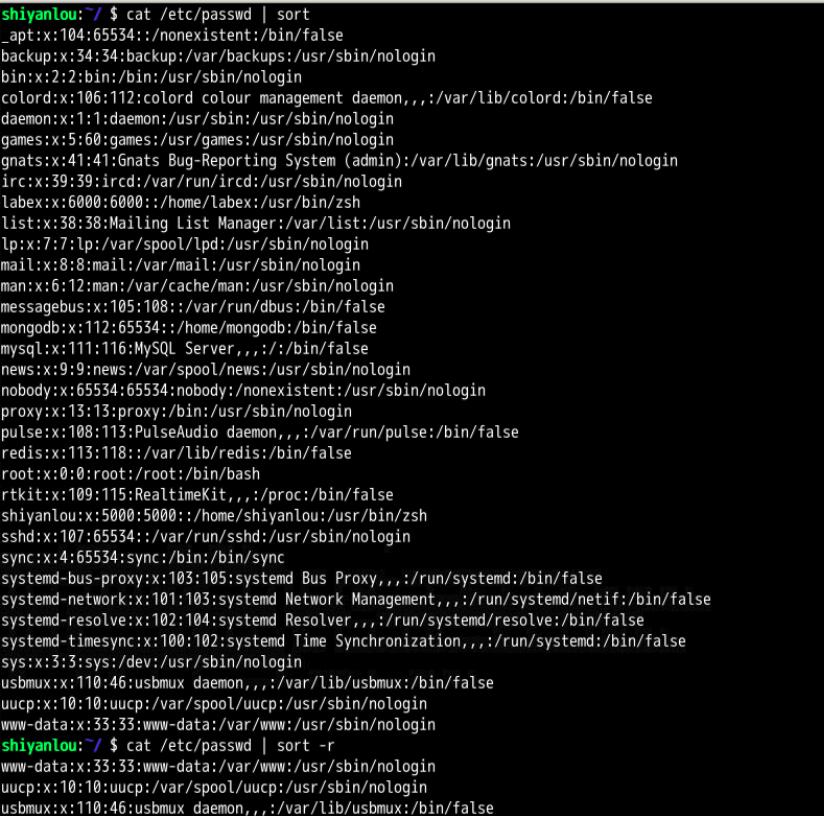 shiyanlou:~/ $ cat /etc/passwd | sort
_apt:x:104:65534::/nonexistent:/bin/false
backup:x:34:34:backup:/var/backups:/usr/sbin/nologin
bin:x:2:2:bin:/bin:/usr/sbin/nologin
colord:x:106:112:colord colour management daemon,,,:/var/lib/colord:/bin/false
daemon:x:1:1:daemon:/usr/sbin:/usr/sbin/nologin
games:x:5:60:games:/usr/games:/usr/sbin/nologin
gnats:x:41:41:Gnats Bug-Reporting System (admin):/var/lib/gnats:/usr/sbin/nologin
irc:x:39:39:ircd:/var/run/ircd:/usr/sbin/nologin
labex:x:6000:6000::/home/labex:/usr/bin/zsh
list:x:38:38:Mailing List Manager:/var/list:/usr/sbin/nologin
lp:x:7:7:lp:/var/spool/lpd:/usr/sbin/nologin
mail:x:8:8:mail:/var/mail:/usr/sbin/nologin
man:x:6:12:man:/var/cache/man:/usr/sbin/nologin
messagebus:x:105:108::/var/run/dbus:/bin/false
mongodb:x:112:65534::/home/mongodb:/bin/false
mysql:x:111:116:MySQL Server,,,:/:/bin/false
news:x:9:9:news:/var/spool/news:/usr/sbin/nologin
nobody:x:65534:65534:nobody:/nonexistent:/usr/sbin/nologin
proxy:x:13:13:proxy:/bin:/usr/sbin/nologin
pulse:x:108:113:PulseAudio daemon,,,:/var/run/pulse:/bin/false
redis:x:113:118::/var/lib/redis:/bin/false
root:x:0:0:root:/root:/bin/bash
rtkit:x:109:115:RealtimeKit,,,:/proc:/bin/false
shiyanlou:x:5000:5000::/home/shiyanlou:/usr/bin/zsh
sshd:x:107:65534::/var/run/sshd:/usr/sbin/nologin
sync:x:4:65534:sync:/bin:/bin/sync
systemd-bus-proxy:x:103:105:systemd Bus Proxy,,,:/run/systemd:/bin/false
systemd-network:x:101:103:systemd Network Management,,,:/run/systemd/netif:/bin/false
systemd-resolve:x:102:104:systemd Resolver,,,:/run/systemd/resolve:/bin/false
systemd-timesync:x:100:102:systemd Time Synchronization,,,:/run/systemd:/bin/false
sys:x:3:3:sys:/dev:/usr/sbin/nologin
usbmux:x:110:46:usbmux daemon,,,:/var/lib/usbmux:/bin/false
uucp:x:10:10:uucp:/var/spool/uucp:/usr/sbin/nologin
www-data:x:33:33:www-data:/var/www:/usr/sbin/nologin
shiyanlou:~/ $ cat /etc/passwd | sort -r
www-data:x:33:33:www-data:/var/www:/usr/sbin/nologin
uucp:x:10:10:uucp:/var/spool/uucp:/usr/sbin/nologin
usbmux:x:110:46:usbmux daemon,,,:/var/lib/usbmux:/bin/false